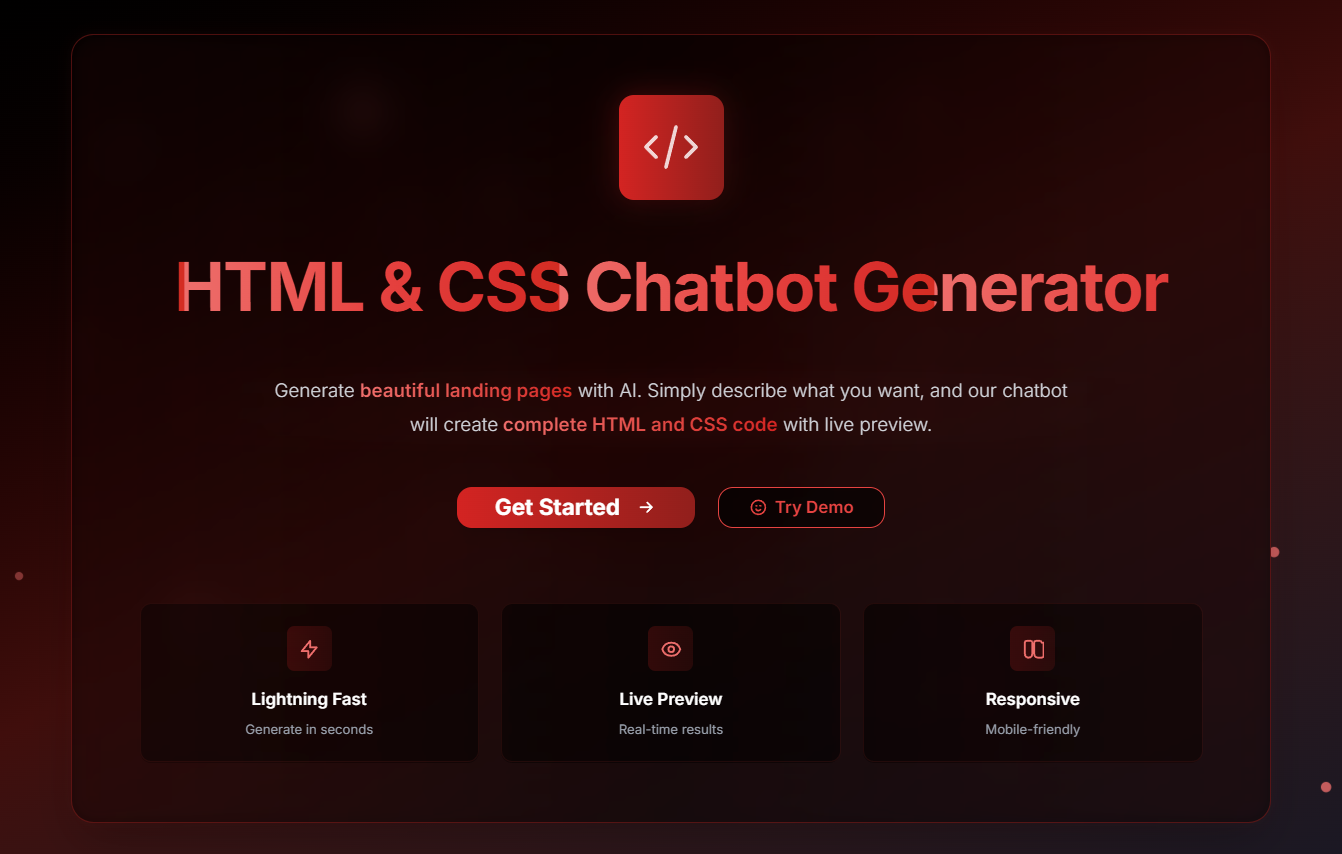 </>
HTML & CSS Chatbot Generator
Generate beautiful landing pages with AI. Simply describe what you want, and our chatbot
will create complete HTML and CSS code with live preview.
Get Started →
Try Demo
Lightning Fast
Generate in seconds
Live Preview
Real-time results
Responsive
Mobile-friendly